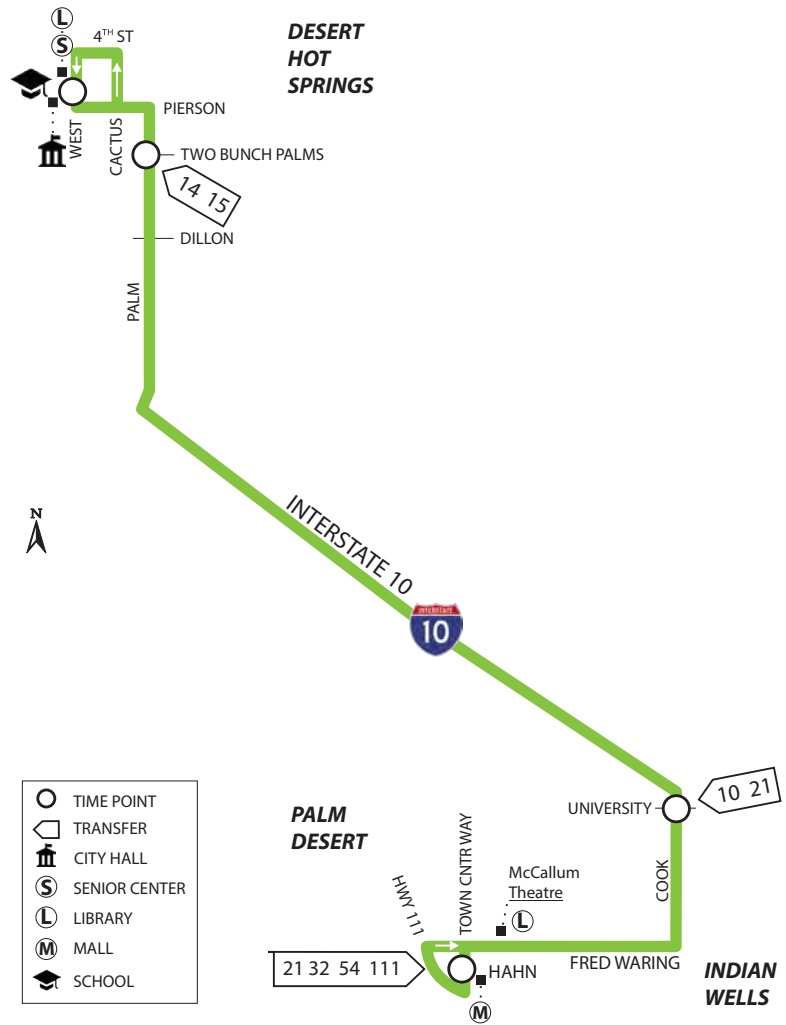 L
S
4TH ST
DESERT
HOT
SPRINGS
PIERSON
WEST
CACTUS
TWO BUNCH PALMS
14 15
DILLON
PALM
N
INTERSTATE 10
INTERSTATE
10
10 21
UNIVERSITY
PALM
DESERT
TOWN CNTR WAY
HWY 111
McCallum
Theatre
L
COOK
21 32 54 111
HAHN
FRED WARING
M
INDIAN
WELLS
TIME POINT
TRANSFER
CITY HALL
S SENIOR CENTER
L LIBRARY
M MALL
SCHOOL